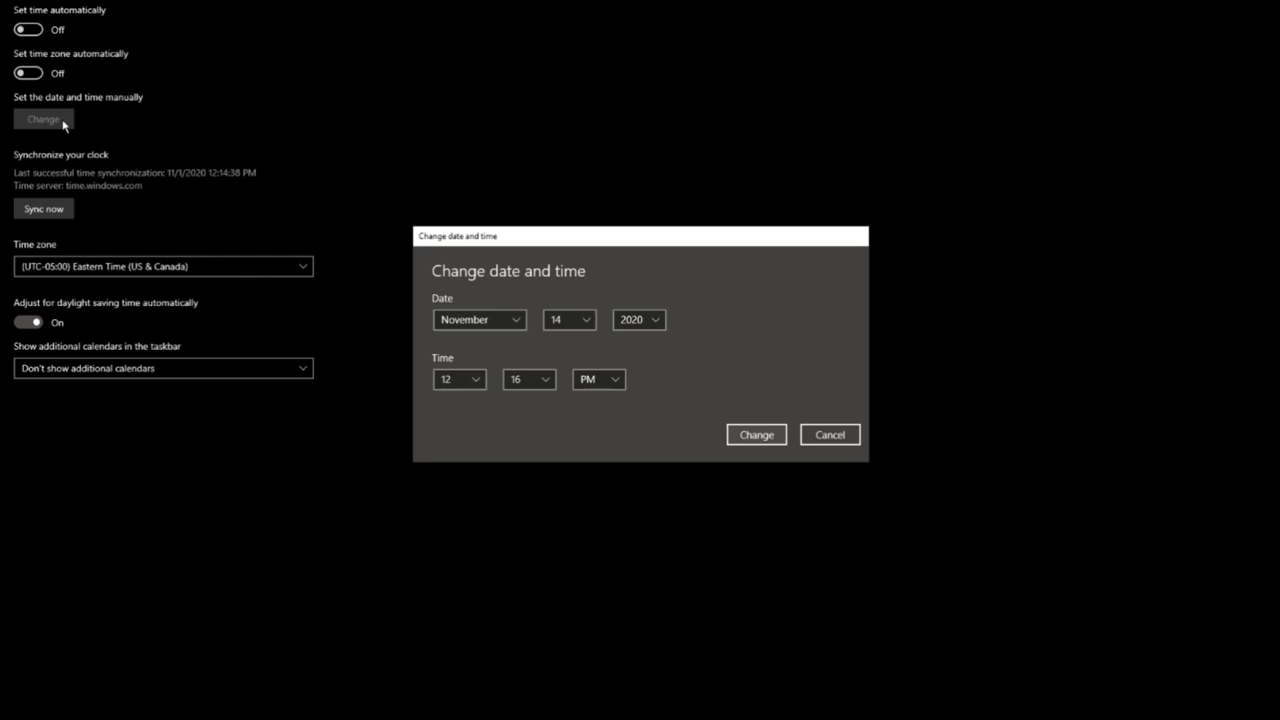 Set time automatically
Off
Set time zone automatically
Off
Set the date and time manually
Change
Synchronize your clock
Last successful time synchronization: 11/1/2020 12:14:38 PM
Time server: time.windows.com
Sync now
Time zone
(UTC-05:00) Eastern Time (US & Canada)
Adjust for daylight saving time automatically
On
Show additional calendars in the taskbar
Don't show additional calendars
Change date and time
Change date and time
Date
November 14 2020
Time
12 16 PM
Change Cancel